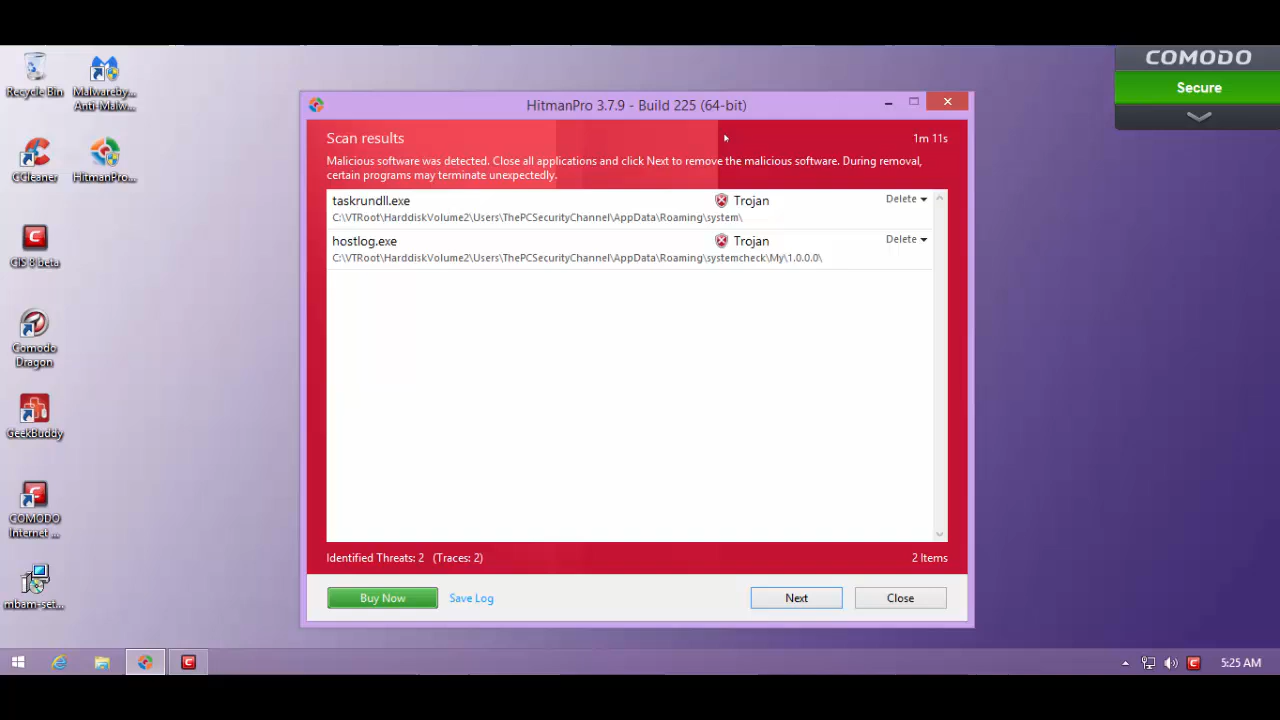 COMODO
Secure
Recycle Bin
Malwareby...
Anti-Malw...
CCleaner
HitmanPro...
CIS 8 beta
Comodo
Dragon
GeekBuddy
COMODO
Internet ...
mbam-set...
HitmanPro 3.7.9 - Build 225 (64-bit)
Scan results
1m 11s
Malicious software was detected. Close all applications and click Next to remove the malicious software. During removal,
certain programs may terminate unexpectedly.
taskrundll.exe Trojan Delete
C:\VTRoot\HarddiskVolume2\Users\ThePCSecurityChannel\AppData\Roaming\system\
hostlog.exe Trojan Delete
C:\VTRoot\HarddiskVolume2\Users\ThePCSecurityChannel\AppData\Roaming\systemcheck\My\1.0.0.0\
Identified Threats: 2 (Traces: 2) 2 Items
Buy Now Save Log Next Close
5:25 AM